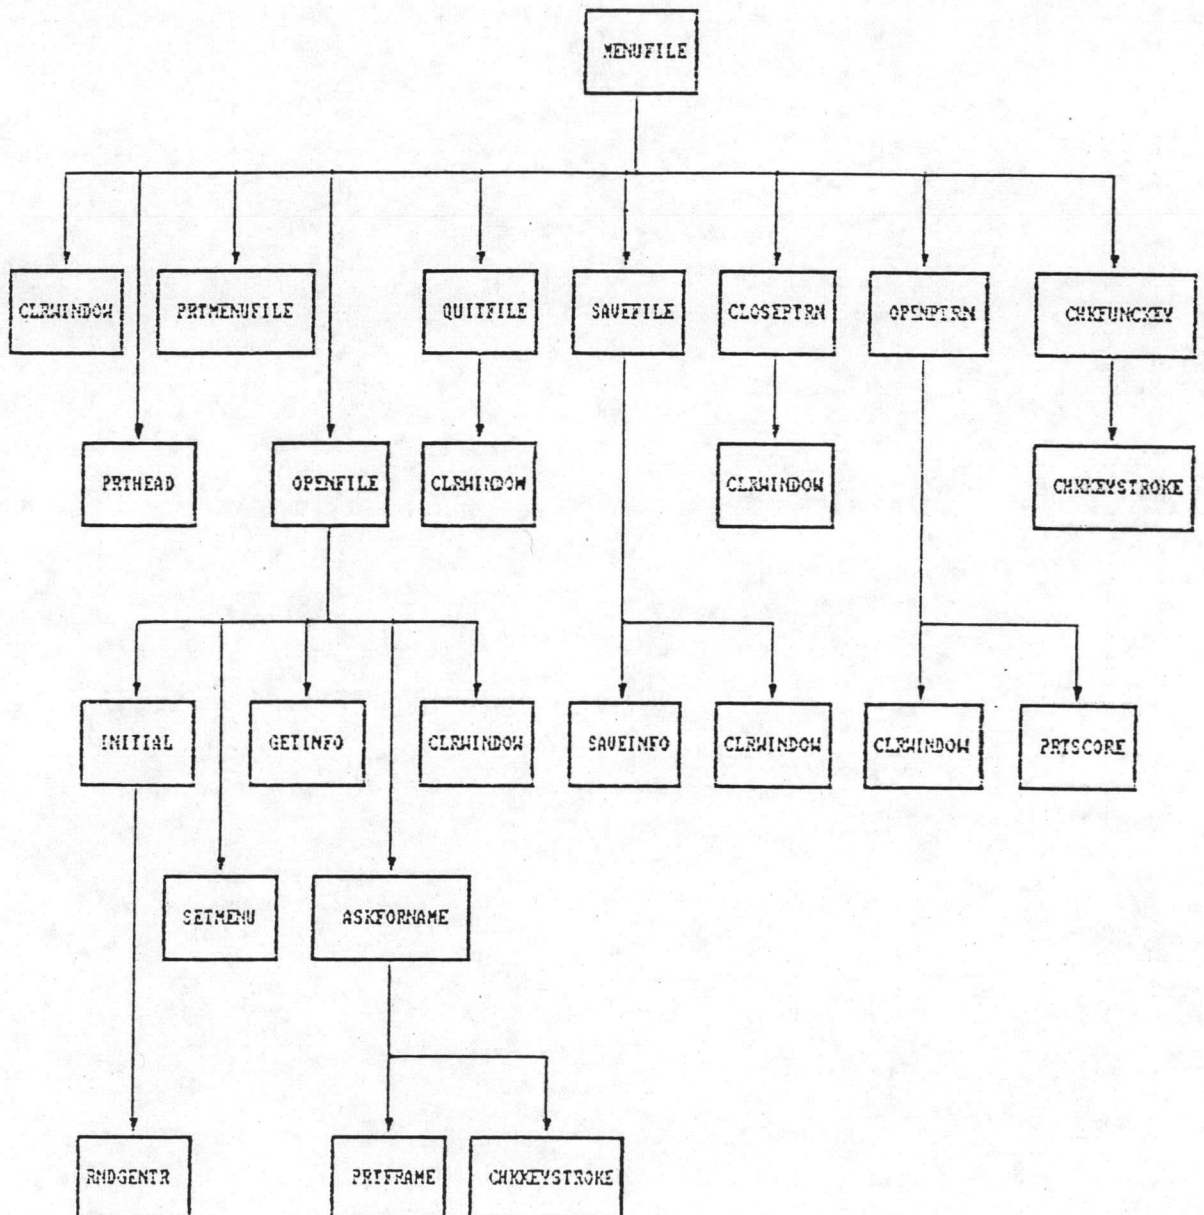 MENUFILE
CLRWINDOW
PRTMENUFILE
QUITFILE
SAVEFILE
CLOSEPTRN
OPENPTRN
CHKFUNCKEY
PRTHEAD
OPENFILE
CLRWINDOW
CLRWINDOW
CHKKEYSTROKE
INITIAL
GETINFO
CLRWINDOW
SAVEINFO
CLRWINDOW
CLRWINDOW
PRTSCORE
SETMENU
ASKFORNAME
RMDGENTR
PRTFRAME
CHKKEYSTROKE